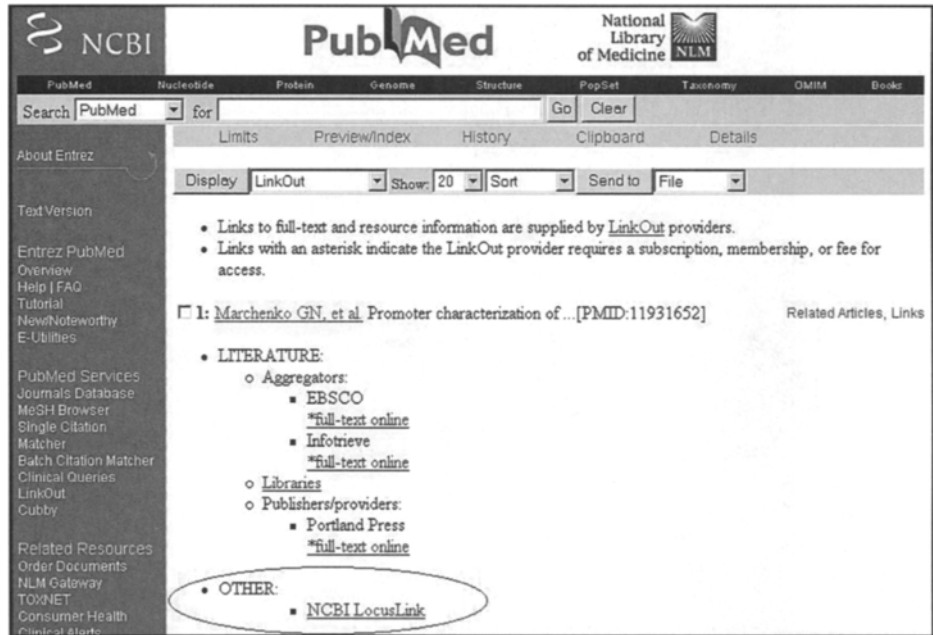 NCBI
PubMed
National
Library
of Medicine NLM
PubMed Nucleotide Protein Genome Structure PopSet Taxonomy OMIM Books
Search PubMed for Go Clear
Limits Preview/Index History Clipboard Details
About Entrez
Display LinkOut Show: 20 Sort Send to File
Text Version
Entrez PubMed
Overview
Help | FAQ
Tutorial
New/Noteworthy
E-Utilities
PubMed Services
Journals Database
MeSH Browser
Single Citation
Matcher
Batch Citation Matcher
Clinical Queries
LinkOut
Cubby
Related Resources
Order Documents
NLM Gateway
TOXNET
Consumer Health
Clinical Alerts
• Links to full-text and resource information are supplied by LinkOut providers.
• Links with an asterisk indicate the LinkOut provider requires a subscription, membership, or fee for
access.
1: Marchenko GN, et al. Promoter characterization of ...[PMID:11931652] Related Articles, Links
• LITERATURE:
o Aggregators:
▪ EBSCO
*full-text online
▪ Infotrieve
*full-text online
o Libraries
o Publishers/providers:
▪ Portland Press
*full-text online
• OTHER:
▪ NCBI LocusLink